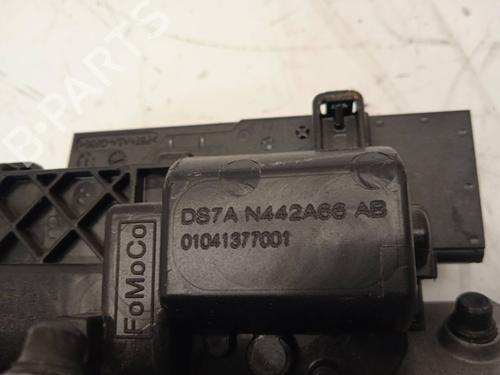 DS7A N442A66 AB
01041377001
FoMoCo
B-PARTS